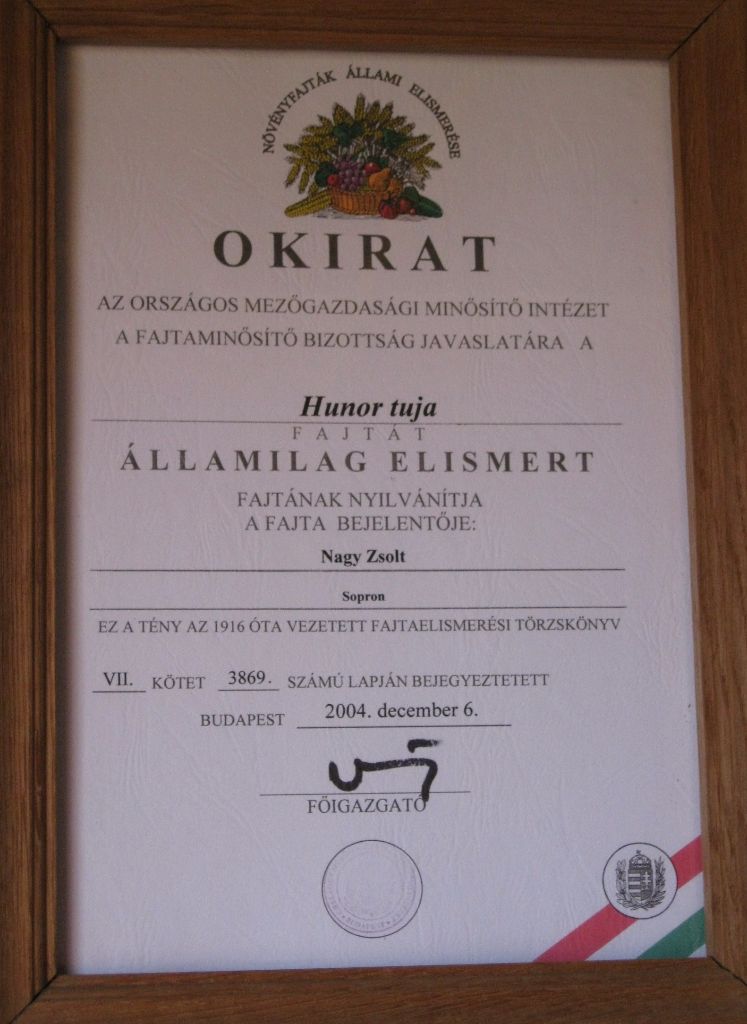 NÖVÉNYFAJTÁK ÁLLAMI ELISMERÉSE
OKIRAT
AZ ORSZÁGOS MEZŐGAZDASÁGI MINŐSÍTŐ INTÉZET
A FAJTAMINŐSÍTŐ BIZOTTSÁG JAVASLATÁRA A
Hunor tuja
FAJTÁT
ÁLLAMILAG ELISMERT
FAJTÁNAK NYILVÁNÍTJA
A FAJTA BEJELENTŐJE:
Nagy Zsolt
Sopron
EZ A TÉNY AZ 1916 ÓTA VEZETETT FAJTAELISMERÉSI TÖRZSKÖNYV
VII. KÖTET 3869. SZÁMÚ LAPJÁN BEJEGYEZTETETT
BUDAPEST 2004. december 6.
FŐIGAZGATÓ